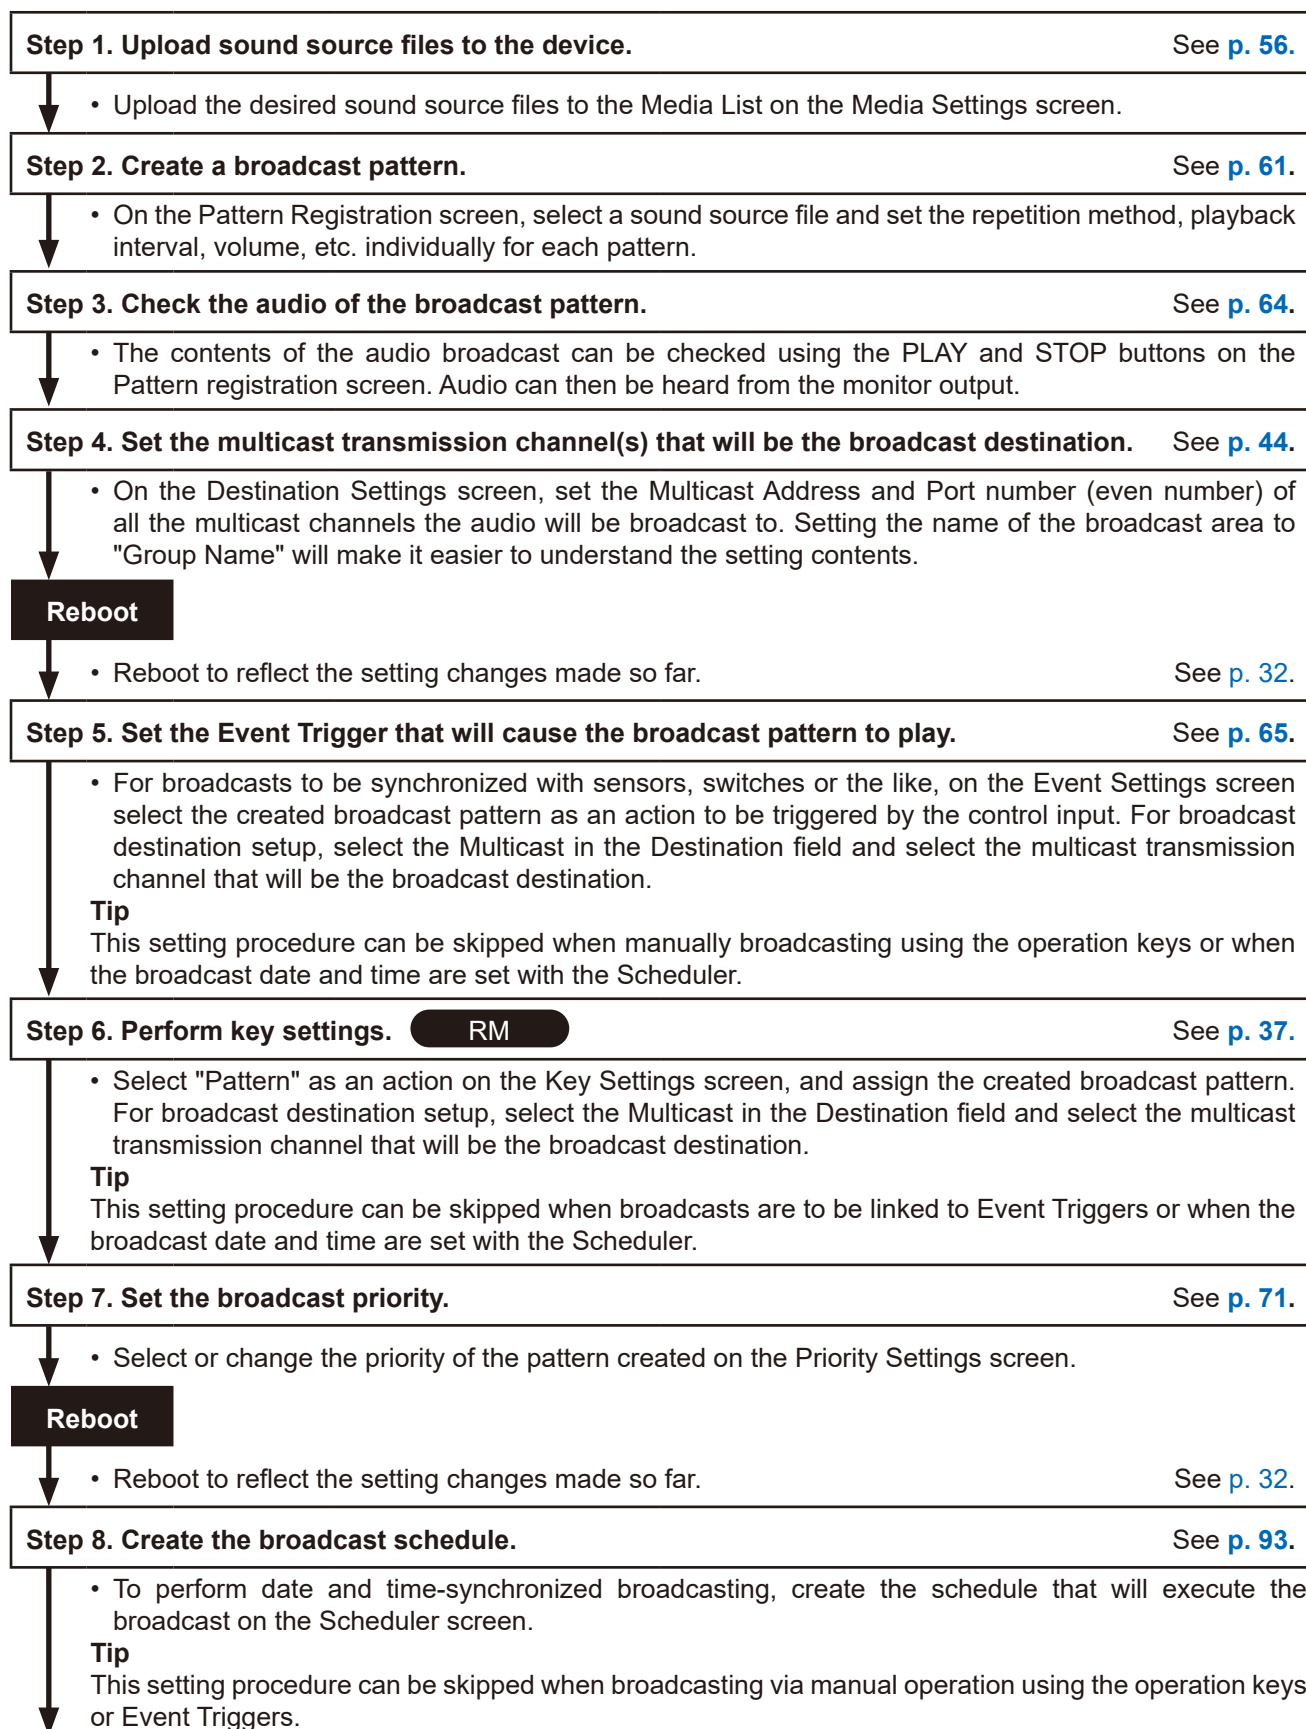 Step 1. Upload sound source files to the device. See p. 56.
• Upload the desired sound source files to the Media List on the Media Settings screen.
Step 2. Create a broadcast pattern. See p. 61.
• On the Pattern Registration screen, select a sound source file and set the repetition method, playback
interval, volume, etc. individually for each pattern.
Step 3. Check the audio of the broadcast pattern. See p. 64.
• The contents of the audio broadcast can be checked using the PLAY and STOP buttons on the
Pattern registration screen. Audio can then be heard from the monitor output.
Step 4. Set the multicast transmission channel(s) that will be the broadcast destination. See p. 44.
• On the Destination Settings screen, set the Multicast Address and Port number (even number) of
all the multicast channels the audio will be broadcast to. Setting the name of the broadcast area to
"Group Name" will make it easier to understand the setting contents.
Reboot
• Reboot to reflect the setting changes made so far. See p. 32.
Step 5. Set the Event Trigger that will cause the broadcast pattern to play. See p. 65.
• For broadcasts to be synchronized with sensors, switches or the like, on the Event Settings screen
select the created broadcast pattern as an action to be triggered by the control input. For broadcast
destination setup, select the Multicast in the Destination field and select the multicast transmission
channel that will be the broadcast destination.
Tip
This setting procedure can be skipped when manually broadcasting using the operation keys or when
the broadcast date and time are set with the Scheduler.
Step 6. Perform key settings. RM See p. 37.
• Select "Pattern" as an action on the Key Settings screen, and assign the created broadcast pattern.
For broadcast destination setup, select the Multicast in the Destination field and select the multicast
transmission channel that will be the broadcast destination.
Tip
This setting procedure can be skipped when broadcasts are to be linked to Event Triggers or when the
broadcast date and time are set with the Scheduler.
Step 7. Set the broadcast priority. See p. 71.
• Select or change the priority of the pattern created on the Priority Settings screen.
Reboot
• Reboot to reflect the setting changes made so far. See p. 32.
Step 8. Create the broadcast schedule. See p. 93.
• To perform date and time-synchronized broadcasting, create the schedule that will execute the
broadcast on the Scheduler screen.
Tip
This setting procedure can be skipped when broadcasting via manual operation using the operation keys
or Event Triggers.